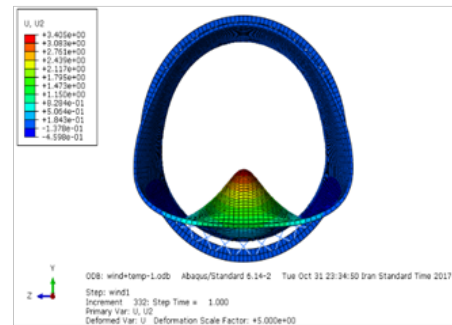 U, U2
+3.405e+00
+3.083e+00
+2.761e+00
+2.439e+00
+2.117e+00
+1.795e+00
+1.473e+00
+1.150e+00
+8.284e-01
+5.064e-01
+1.843e-01
-1.378e-01
-4.598e-01
Y
Z
ODB: wind+temp-1.odb Abaqus/Standard 6.14-2 Tue Oct 31 23:34:50 Iran Standard Time 2017
Step: wind1
Increment 332: Step Time = 1.000
Primary Var: U, U2
Deformed Var: U Deformation Scale Factor: +5.000e+00